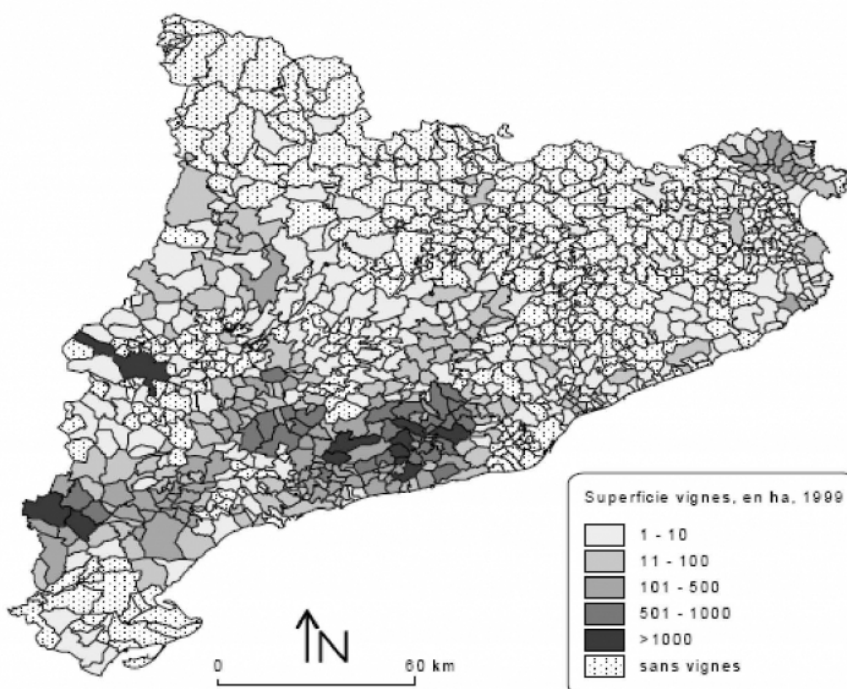 Superficie vignes, en ha, 1999
1 - 10
11 - 100
101 - 500
501 - 1000
>1000
sans vignes
N
0 60 km